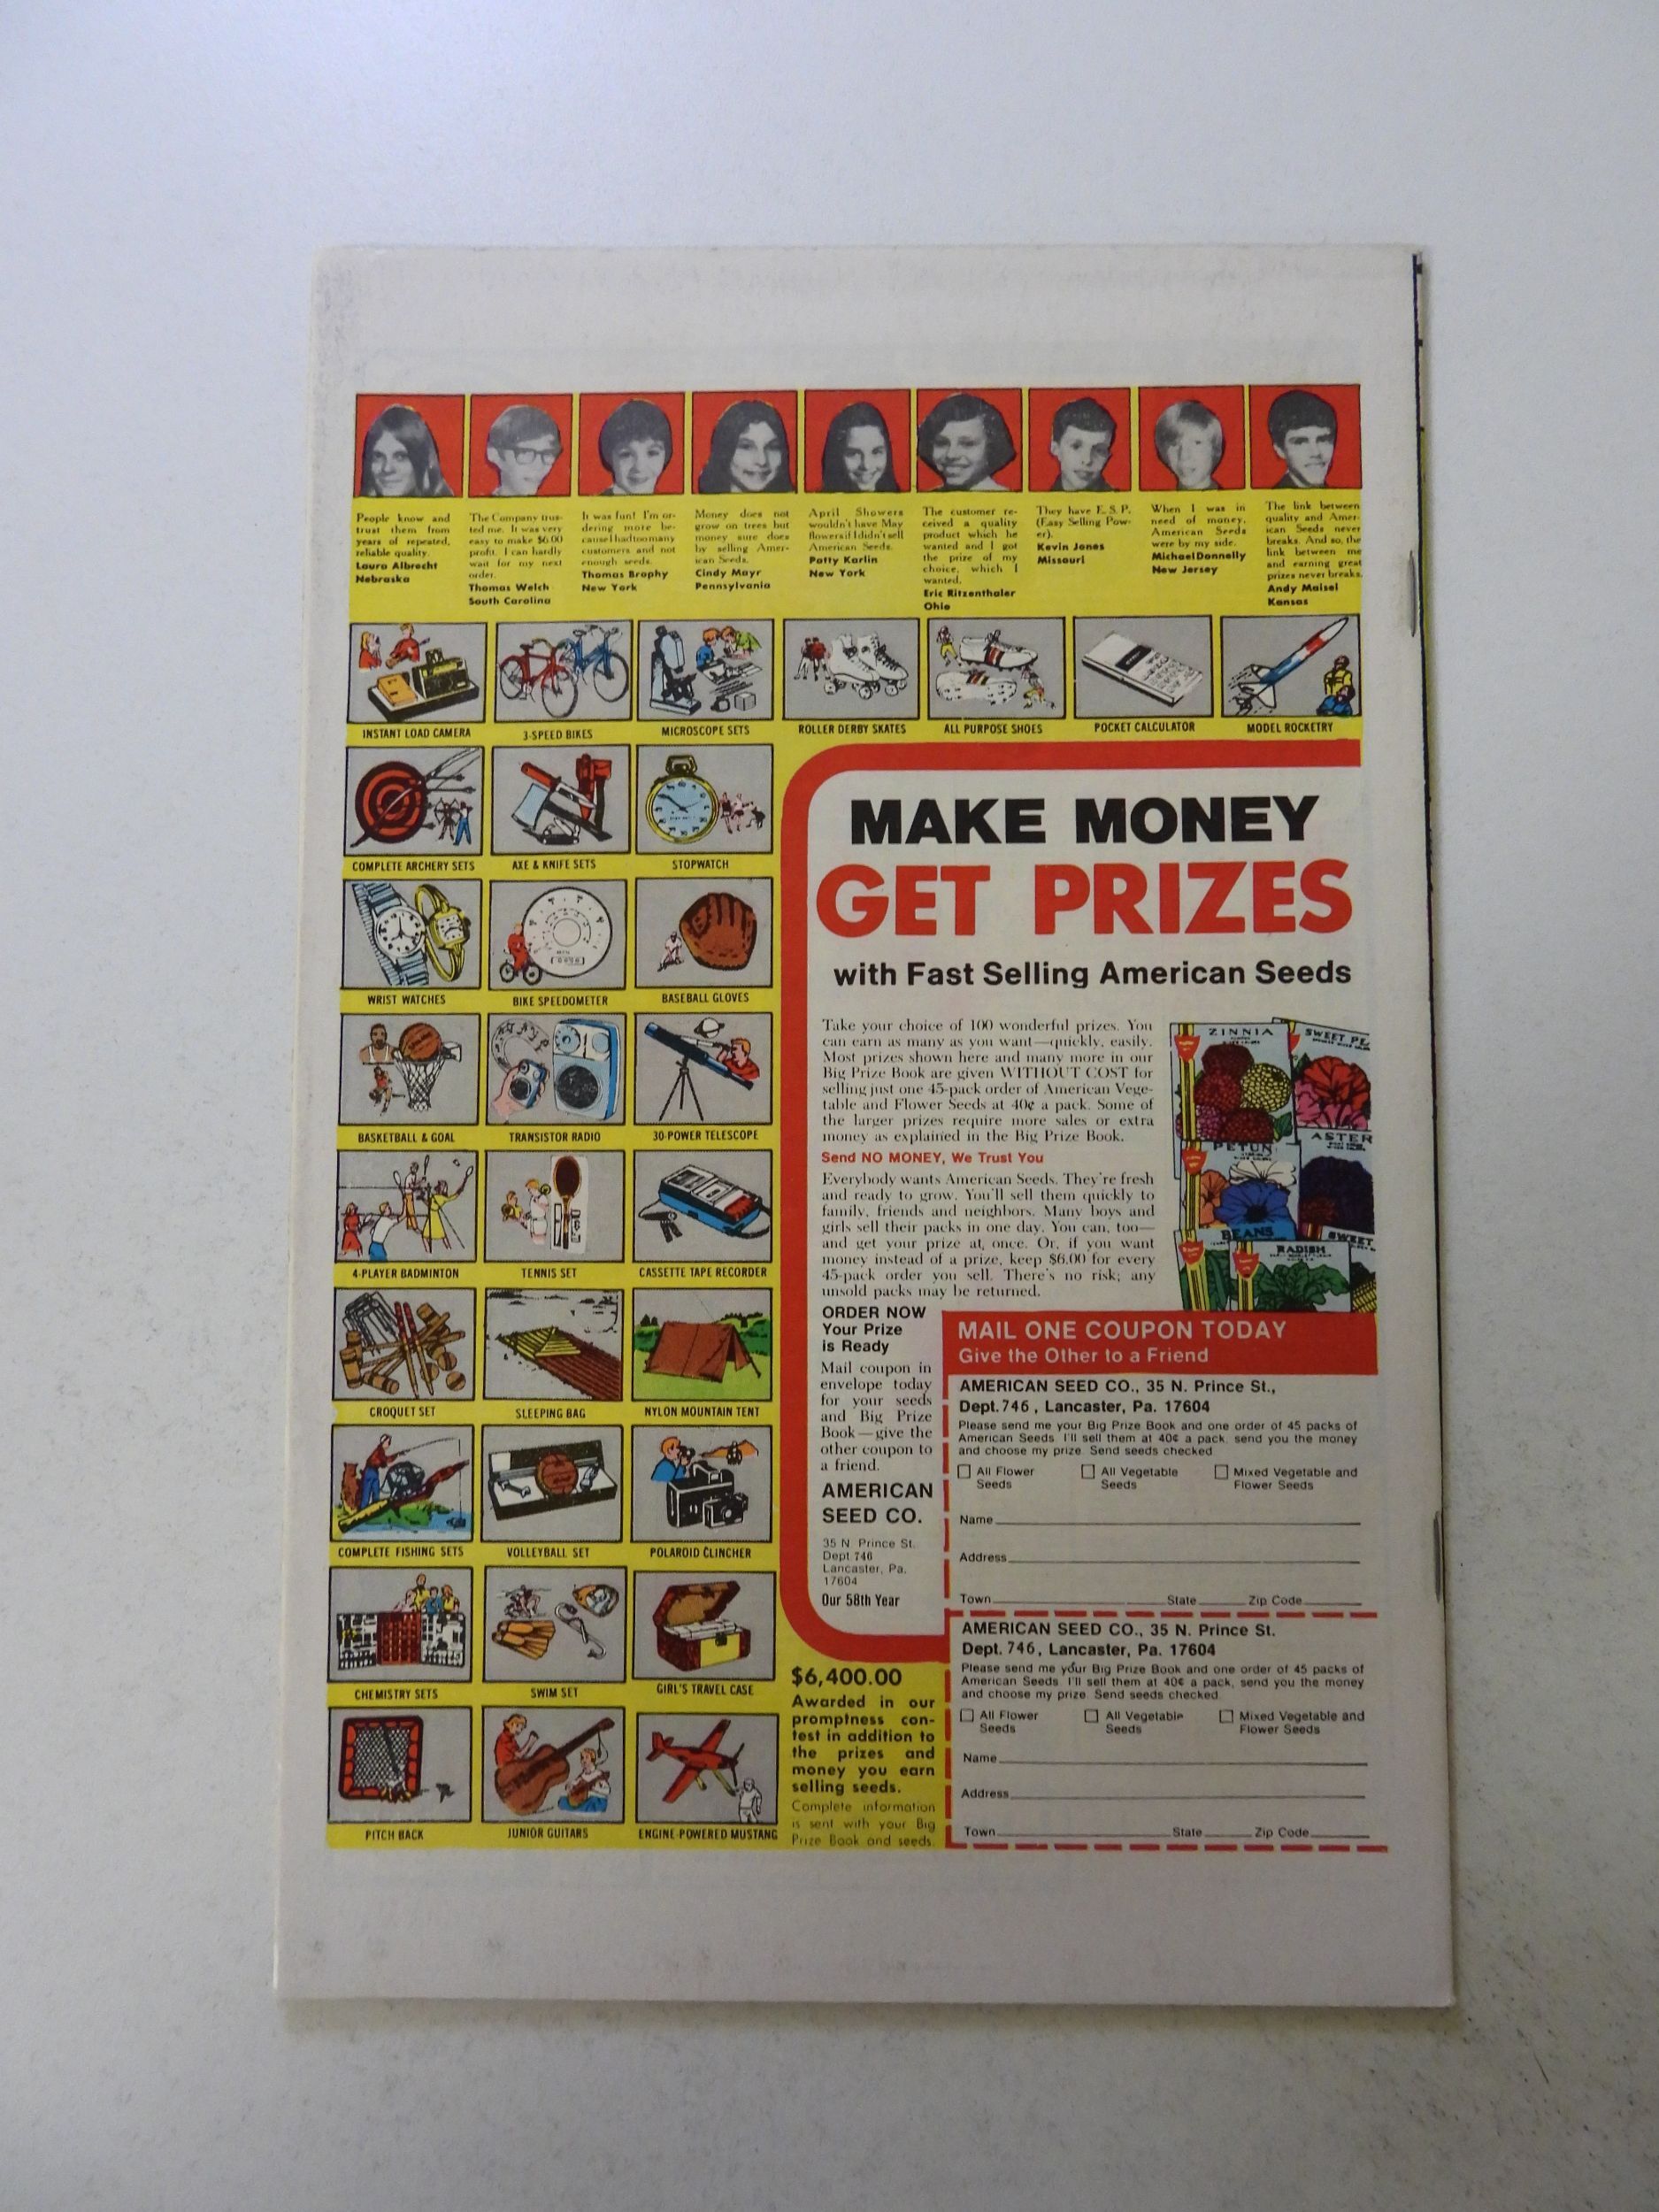 People know and
trust them from
years of repeated,
reliable quality.
Laura Albrecht
Nebraska
The Company trus-
ted me. It was very
easy to make $6.00
profit. I can hardly
wait for my next
order.
Thomas Welch
South Carolina
It was fun! I'm or-
dering more be-
cause I had too many
customers and not
enough seeds.
Thomas Brophy
New York
Money does not
grow on trees but
money sure does
by selling Amer-
ican Seeds.
Cindy Mayr
Pennsylvania
April Showers
wouldn't have May
flowers if I didn't sell
American Seeds.
Patty Karlin
New York
The customer re-
ceived a quality
product which he
wanted and I got
the prize of my
choice, which I
wanted.
Eric Ritzenthaler
Ohio
They have E. S. P.
(Easy Selling Pow-
er).
Kevin Jones
Missouri
When I was in
need of money,
American Seeds
were by my side.
Michael Donnelly
New Jersey
The link between
quality and Amer-
ican Seeds never
breaks. And so, the
link between me
and earning great
prizes never breaks.
Andy Maisel
Kansas
INSTANT LOAD CAMERA
3-SPEED BIKES
MICROSCOPE SETS
ROLLER DERBY SKATES
ALL PURPOSE SHOES
POCKET CALCULATOR
MODEL ROCKETRY
COMPLETE ARCHERY SETS
AXE & KNIFE SETS
STOPWATCH
WRIST WATCHES
BIKE SPEEDOMETER
BASEBALL GLOVES
BASKETBALL & GOAL
TRANSISTOR RADIO
30-POWER TELESCOPE
4-PLAYER BADMINTON
TENNIS SET
CASSETTE TAPE RECORDER
CROQUET SET
SLEEPING BAG
NYLON MOUNTAIN TENT
COMPLETE FISHING SETS
VOLLEYBALL SET
POLAROID CLINCHER
CHEMISTRY SETS
SWIM SET
GIRL'S TRAVEL CASE
PITCH BACK
JUNIOR GUITARS
ENGINE-POWERED MUSTANG
MAKE MONEY
GET PRIZES
with Fast Selling American Seeds
Take your choice of 100 wonderful prizes. You
can earn as many as you want—quickly, easily.
Most prizes shown here and many more in our
Big Prize Book are given WITHOUT COST for
selling just one 45-pack order of American Vege-
table and Flower Seeds at 40¢ a pack. Some of
the larger prizes require more sales or extra
money as explained in the Big Prize Book.
Send NO MONEY, We Trust You
Everybody wants American Seeds. They're fresh
and ready to grow. You'll sell them quickly to
family, friends and neighbors. Many boys and
girls sell their packs in one day. You can, too—
and get your prize at once. Or, if you want
money instead of a prize, keep $6.00 for every
45-pack order you sell. There's no risk; any
unsold packs may be returned.
ZINNIA
SWEET PE
PETUN
ASTER
BEANS
RADISH
SWEET
ORDER NOW
Your Prize
is Ready
Mail coupon in
envelope today
for your seeds
and Big Prize
Book—give the
other coupon to
a friend.
AMERICAN
SEED CO.
35 N. Prince St.
Dept 746
Lancaster, Pa.
17604
Our 58th Year
$6,400.00
Awarded in our
promptness con-
test in addition to
the prizes and
money you earn
selling seeds.
Complete information
is sent with your Big
Prize Book and seeds.
MAIL ONE COUPON TODAY
Give the Other to a Friend
AMERICAN SEED CO., 35 N. Prince St.,
Dept. 746, Lancaster, Pa. 17604
Please send me your Big Prize Book and one order of 45 packs of
American Seeds. I'll sell them at 40¢ a pack, send you the money
and choose my prize. Send seeds checked.
All Flower Seeds
All Vegetable Seeds
Mixed Vegetable and Flower Seeds
Name
Address
Town State Zip Code
AMERICAN SEED CO., 35 N. Prince St.
Dept. 746, Lancaster, Pa. 17604
Please send me your Big Prize Book and one order of 45 packs of
American Seeds. I'll sell them at 40¢ a pack, send you the money
and choose my prize. Send seeds checked.
All Flower Seeds
All Vegetable Seeds
Mixed Vegetable and Flower Seeds
Name
Address
Town State Zip Code